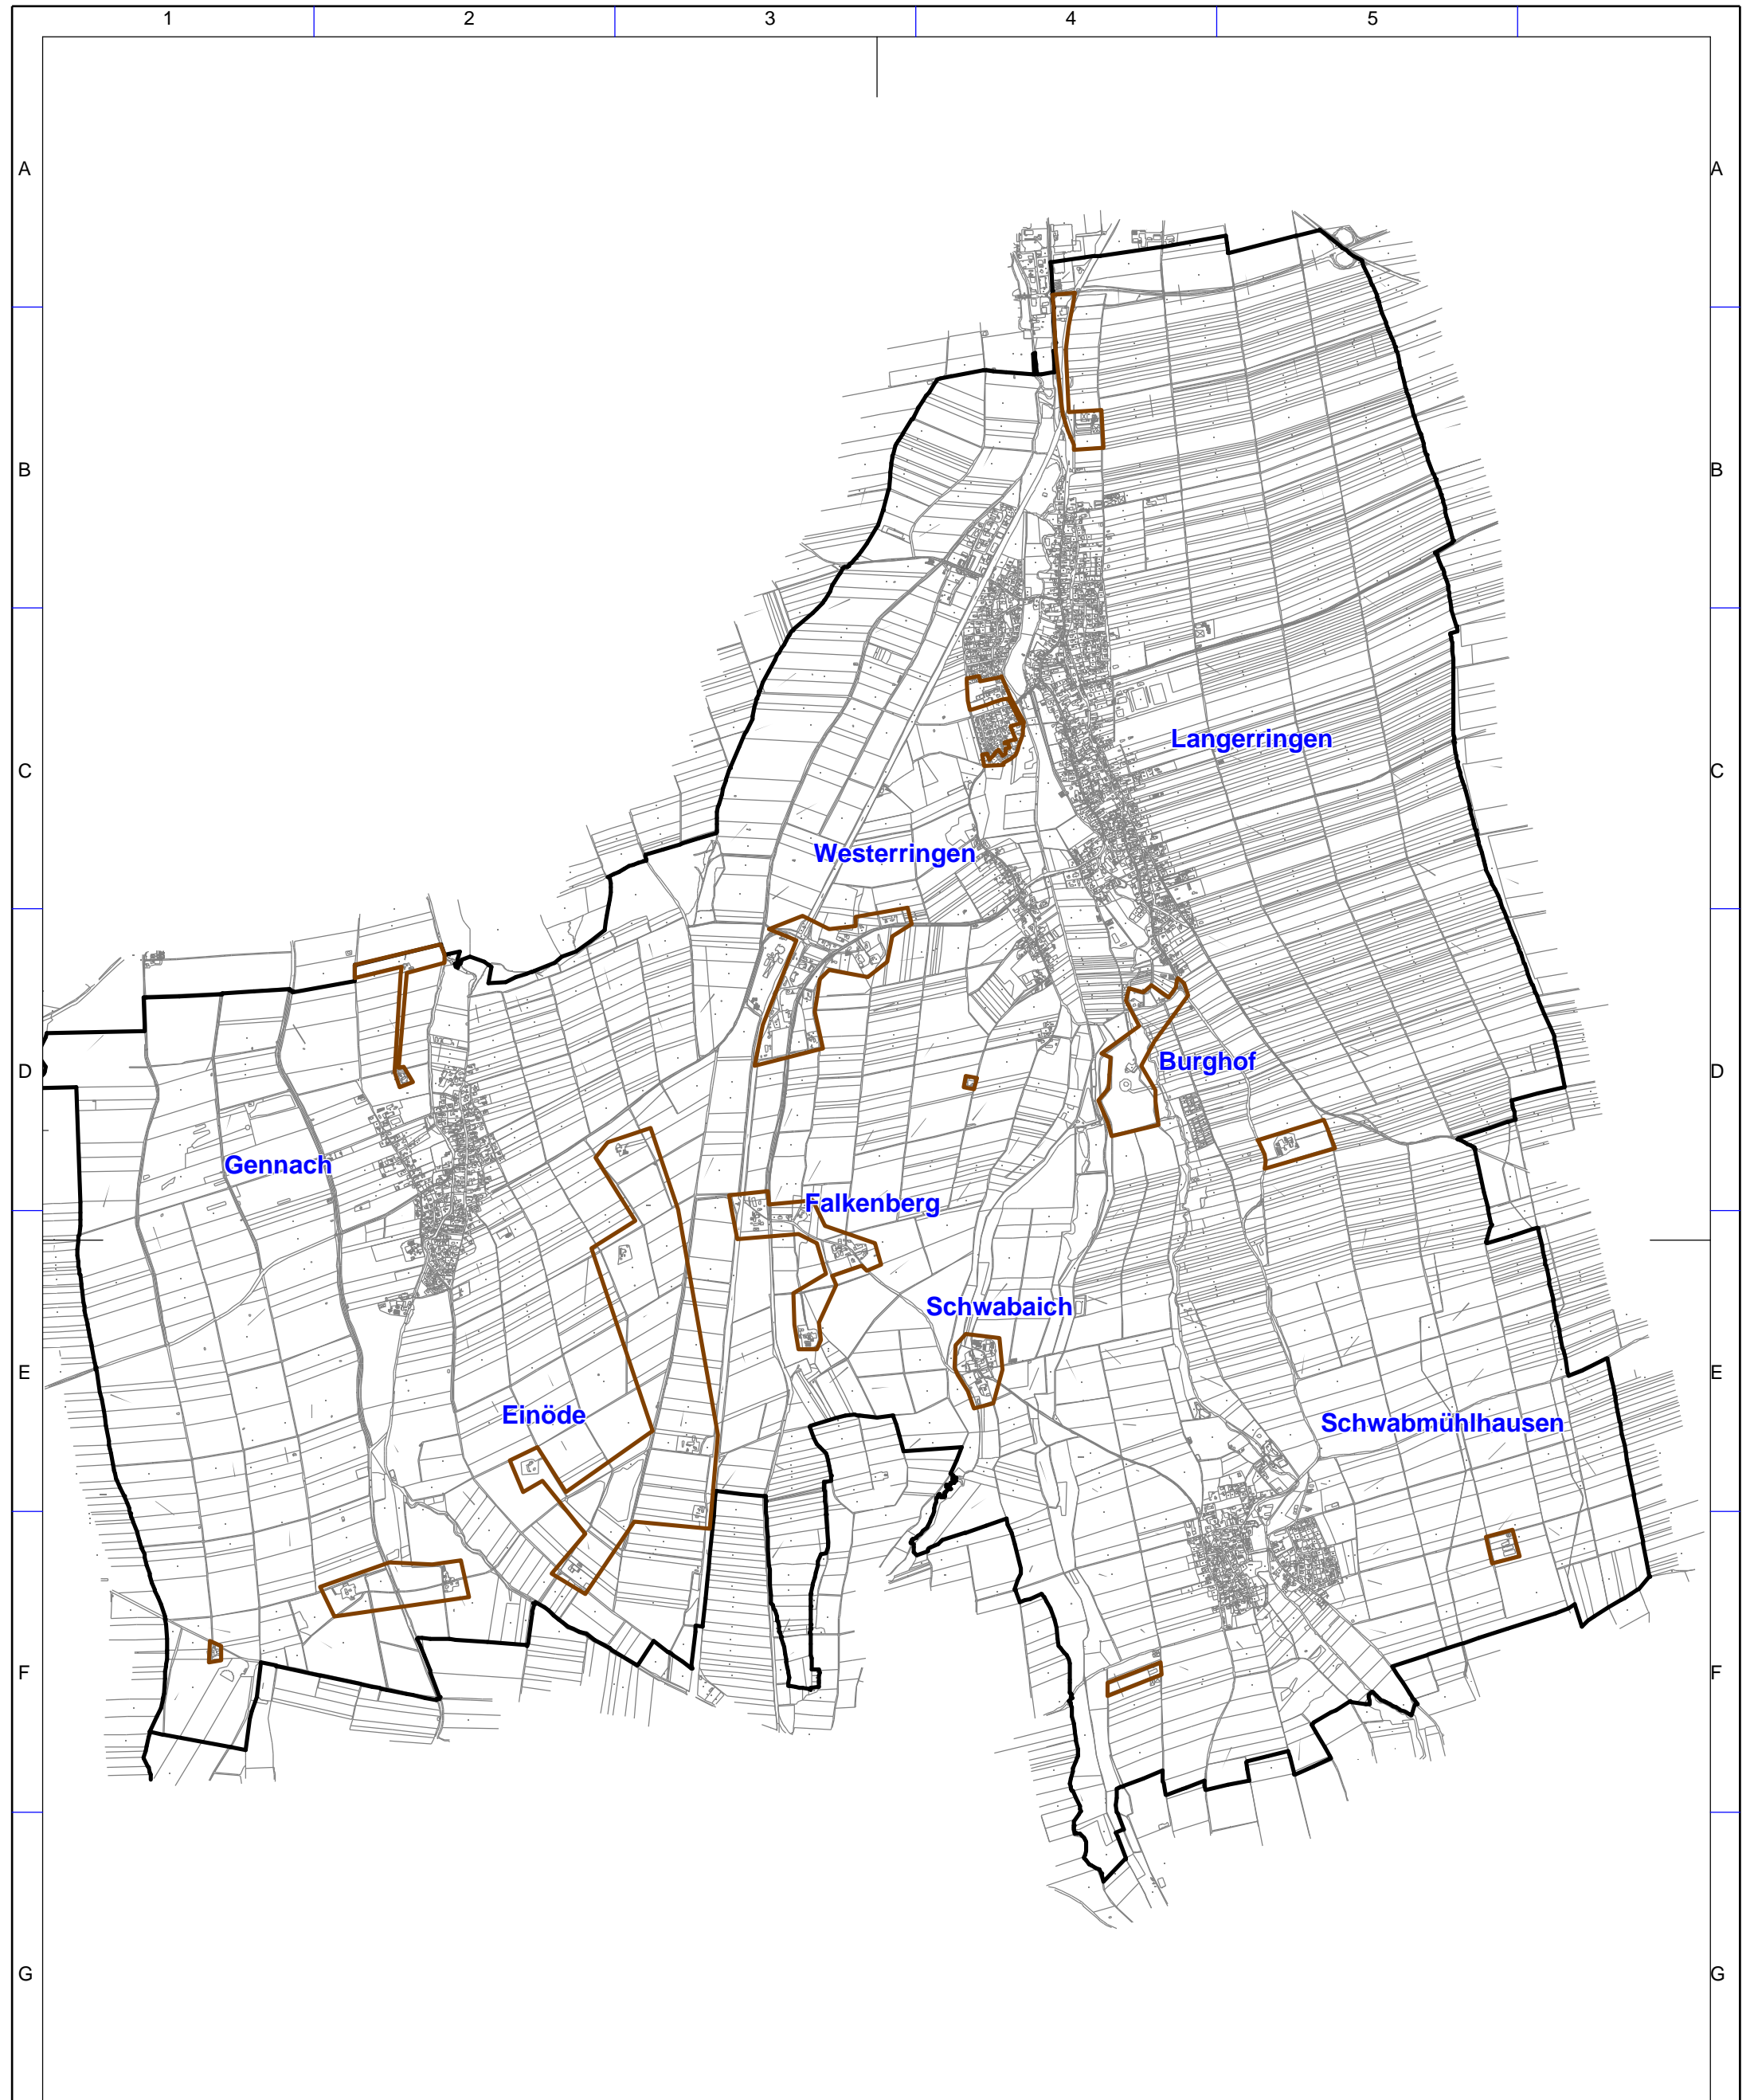 1 2 3 4 5
A A
B B
Langerringen
C C
Westerringen
Burghof
D D
Gennach
Falkenberg
Schwabaich
E E
Einöde
Schwabmühlhausen
F F
G G